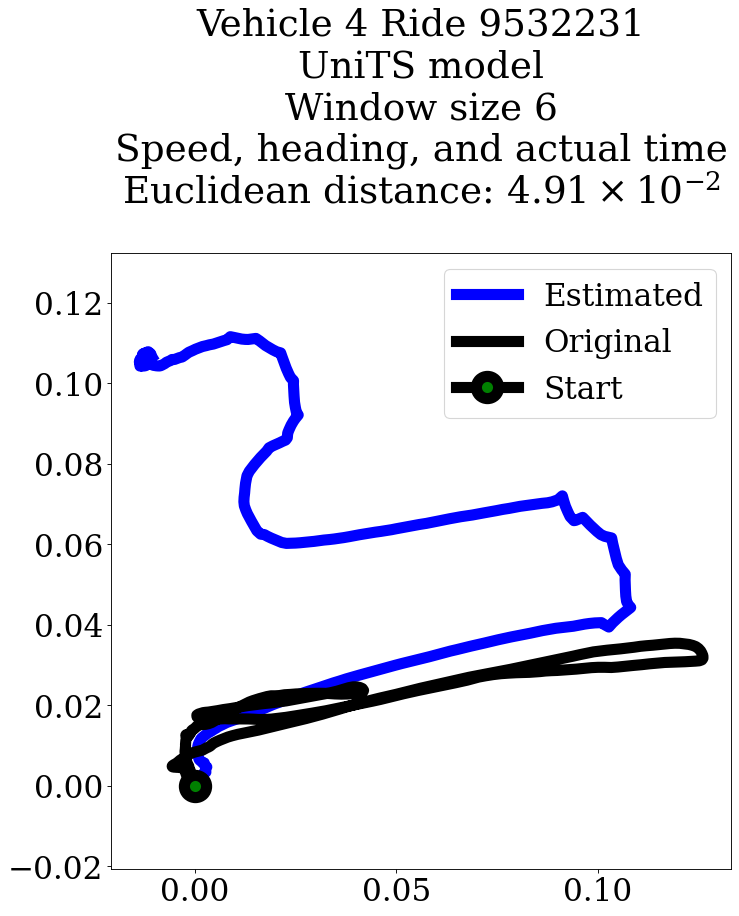 Vehicle 4 Ride 9532231
UniTS model
Window size 6
Speed, heading, and actual time
Euclidean distance: 4.91 × 10⁻²
Estimated
Original
Start
0.12
0.10
0.08
0.06
0.04
0.02
0.00
−0.02
0.00 0.05 0.10